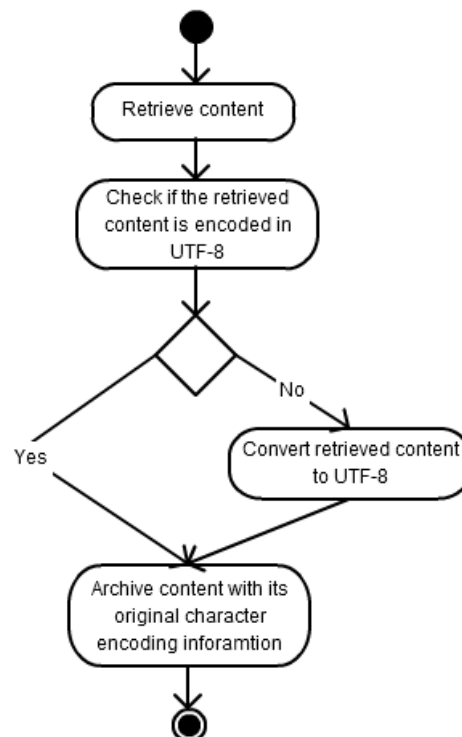 Retrieve content
Check if the retrieved
content is encoded in
UTF-8
No
Yes
Convert retrieved content
to UTF-8
Archive content with its
original character
encoding inforamtion